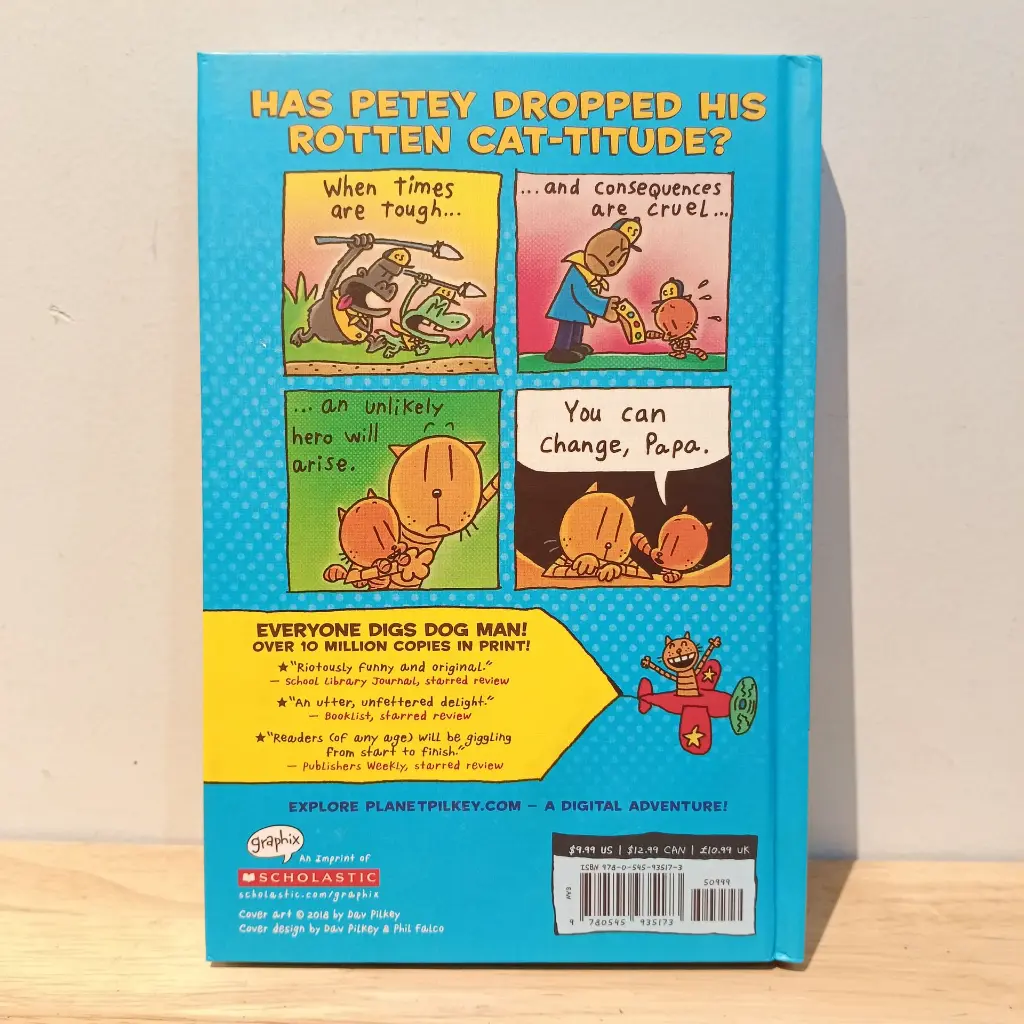 HAS PETEY DROPPED HIS
ROTTEN CAT-TITUDE?
When times
are tough...
...and consequences
are cruel...
...an unlikely
hero will
arise.
You can
change, Papa.
EVERYONE DIGS DOG MAN!
OVER 10 MILLION COPIES IN PRINT!
★"Riotously funny and original."
— School Library Journal, starred review
★"An utter, unfettered delight."
— Booklist, starred review
★"Readers (of any age) will be giggling
from start to finish."
— Publishers Weekly, starred review
EXPLORE PLANETPILKEY.COM — A DIGITAL ADVENTURE!
graphix
An Imprint of
SCHOLASTIC
scholastic.com/graphix
Cover art © 2018 by Dav Pilkey
Cover design by Dav Pilkey & Phil Falco
$9.99 US | $12.99 CAN | £10.99 UK
ISBN 978-0-545-93517-3
50999
EAN
9 780545 935173
CS
CS
CS
CS